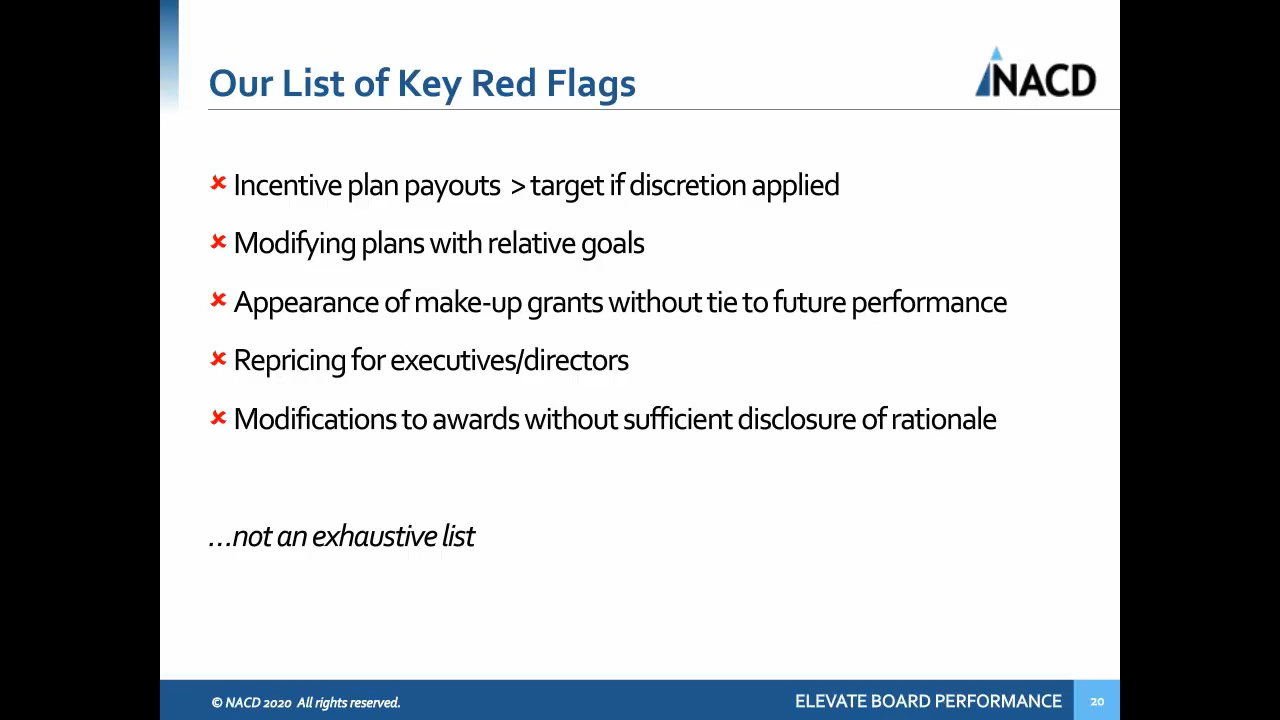 Our List of Key Red Flags
NACD
✘ Incentive plan payouts > target if discretion applied
✘ Modifying plans with relative goals
✘ Appearance of make-up grants without tie to future performance
✘ Repricing for executives/directors
✘ Modifications to awards without sufficient disclosure of rationale
…not an exhaustive list
© NACD 2020 All rights reserved.
ELEVATE BOARD PERFORMANCE
20